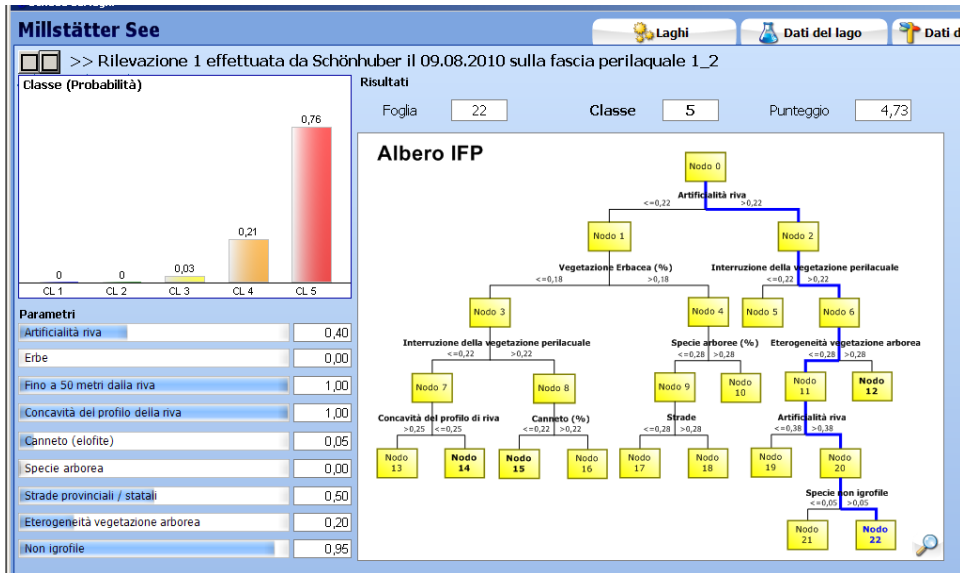 Millstätter See
Laghi
Dati del lago
Dati d
>> Rilevazione 1 effettuata da Schönhuber il 09.08.2010 sulla fascia perilaquale 1_2
Classe (Probabilità)
0 0 0,03 0,21 0,76
CL 1 CL 2 CL 3 CL 4 CL 5
Risultati
Foglia 22 Classe 5 Punteggio 4,73
Albero IFP
Nodo 0
Artificialità riva
<=0,22 >0,22
Nodo 1 Nodo 2
Vegetazione Erbacea (%) Interruzione della vegetazione perilacuale
<=0,18 >0,18 <=0,22 >0,22
Nodo 3 Nodo 4 Nodo 5 Nodo 6
Interruzione della vegetazione perilacuale Specie arboree (%) Eterogeneità vegetazione arborea
<=0,22 >0,22 <=0,28 >0,28 <=0,28 >0,28
Nodo 7 Nodo 8 Nodo 9 Nodo 10 Nodo 11 Nodo 12
Concavità del profilo di riva Canneto (%) Strade Artificialità riva
>0,25 <=0,25 <=0,22 >0,22 <=0,28 >0,28 <=0,38 >0,38
Nodo 13 Nodo 14 Nodo 15 Nodo 16 Nodo 17 Nodo 18 Nodo 19 Nodo 20
Specie non igrofile
<=0,05 >0,05
Nodo 21 Nodo 22
Parametri
Artificialità riva 0,40
Erbe 0,00
Fino a 50 metri dalla riva 1,00
Concavità del profilo della riva 1,00
Canneto (elofite) 0,05
Specie arborea 0,00
Strade provinciali / statali 0,50
Eterogeneità vegetazione arborea 0,20
Non igrofile 0,95